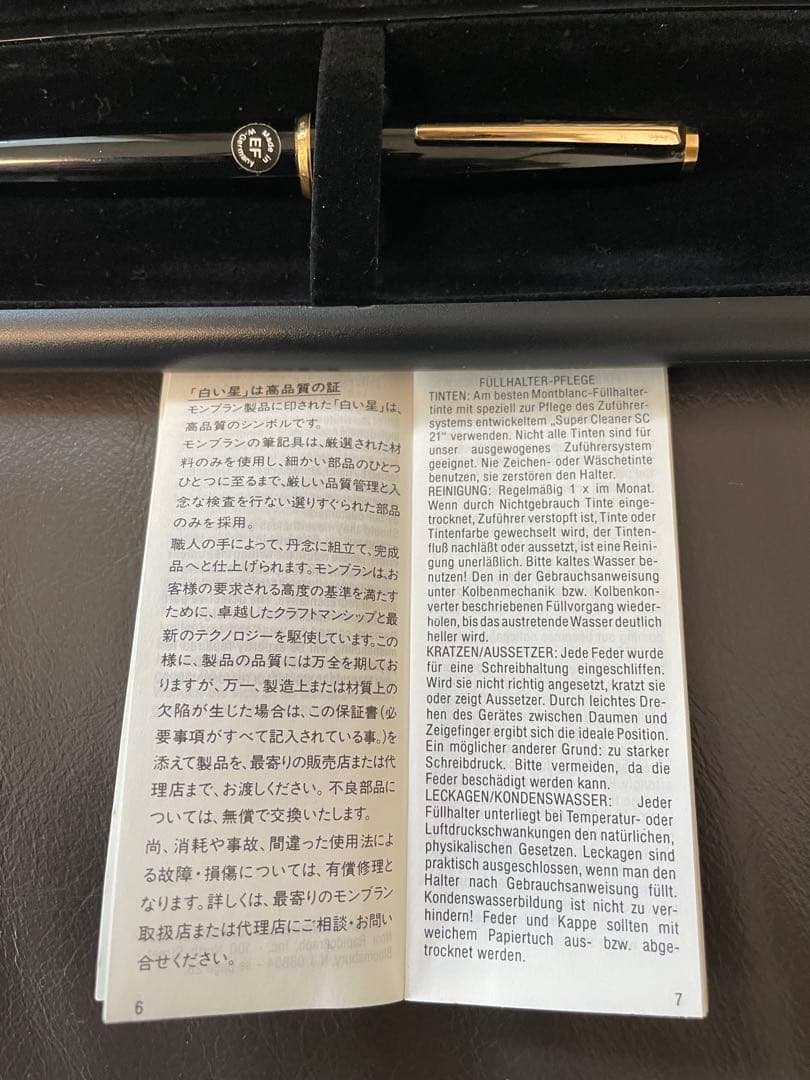 Made in
EF
W.-Germany
「白い星」は高品質の証
モンブラン製品に印された「白い星」は、
高品質のシンボルです。
モンブランの筆記具は、厳選された材
料のみを使用し、細かい部品のひとつ
ひとつに至るまで、厳しい品質管理と入
念な検査を行ない選りすぐられた部品
のみを採用。
職人の手によって、丹念に組立て、完成
品へと仕上げられます。モンブランは、お
客様の要求される高度の基準を満たす
ために、卓越したクラフトマンシップと最
新のテクノロジーを駆使しています。この
様に、製品の品質には万全を期してお
りますが、万一、製造上または材質上の
欠陥が生じた場合は、この保証書(必
要事項がすべて記入されている事。)を
添えて製品を、最寄りの販売店または代
理店まで、お渡しください。不良部品に
ついては、無償で交換いたします。
尚、消耗や事故、間違った使用法によ
る故障・損傷については、有償修理と
なります。詳しくは、最寄りのモンブラン
取扱店または代理店にご相談・お問い
合せください。
6
FÜLLHALTER-PFLEGE
TINTEN: Am besten Montblanc-Füllhalter-
tinte mit speziell zur Pflege des Zuführer-
systems entwickeltem „Super Cleaner SC
21“ verwenden. Nicht alle Tinten sind für
unser ausgewogenes Zuführersystem
geeignet. Nie Zeichen- oder Wäschetinte
benutzen, sie zerstören den Halter.
REINIGUNG: Regelmäßig 1 x im Monat.
Wenn durch Nichtgebrauch Tinte einge-
trocknet, Zuführer verstopft ist, Tinte oder
Tintenfarbe gewechselt wird, der Tinten-
fluß nachläßt oder aussetzt, ist eine Reini-
gung unerläßlich. Bitte kaltes Wasser be-
nutzen! Den in der Gebrauchsanweisung
unter Kolbenmechanik bzw. Kolbenkon-
verter beschriebenen Füllvorgang wieder-
holen, bis das austretende Wasser deutlich
heller wird.
KRATZEN/AUSSETZER: Jede Feder wurde
für eine Schreibhaltung eingeschliffen.
Wird sie nicht richtig angesetzt, kratzt sie
oder zeigt Aussetzer. Durch leichtes Dre-
hen des Gerätes zwischen Daumen und
Zeigefinger ergibt sich die ideale Position.
Ein möglicher anderer Grund: zu starker
Schreibdruck. Bitte vermeiden, da die
Feder beschädigt werden kann.
LECKAGEN/KONDENSWASSER: Jeder
Füllhalter unterliegt bei Temperatur- oder
Luftdruckschwankungen den natürlichen,
physikalischen Gesetzen. Leckagen sind
praktisch ausgeschlossen, wenn man den
Halter nach Gebrauchsanweisung füllt.
Kondenswasserbildung ist nicht zu ver-
hindern! Feder und Kappe sollten mit
weichem Papiertuch aus- bzw. abge-
trocknet werden.
7